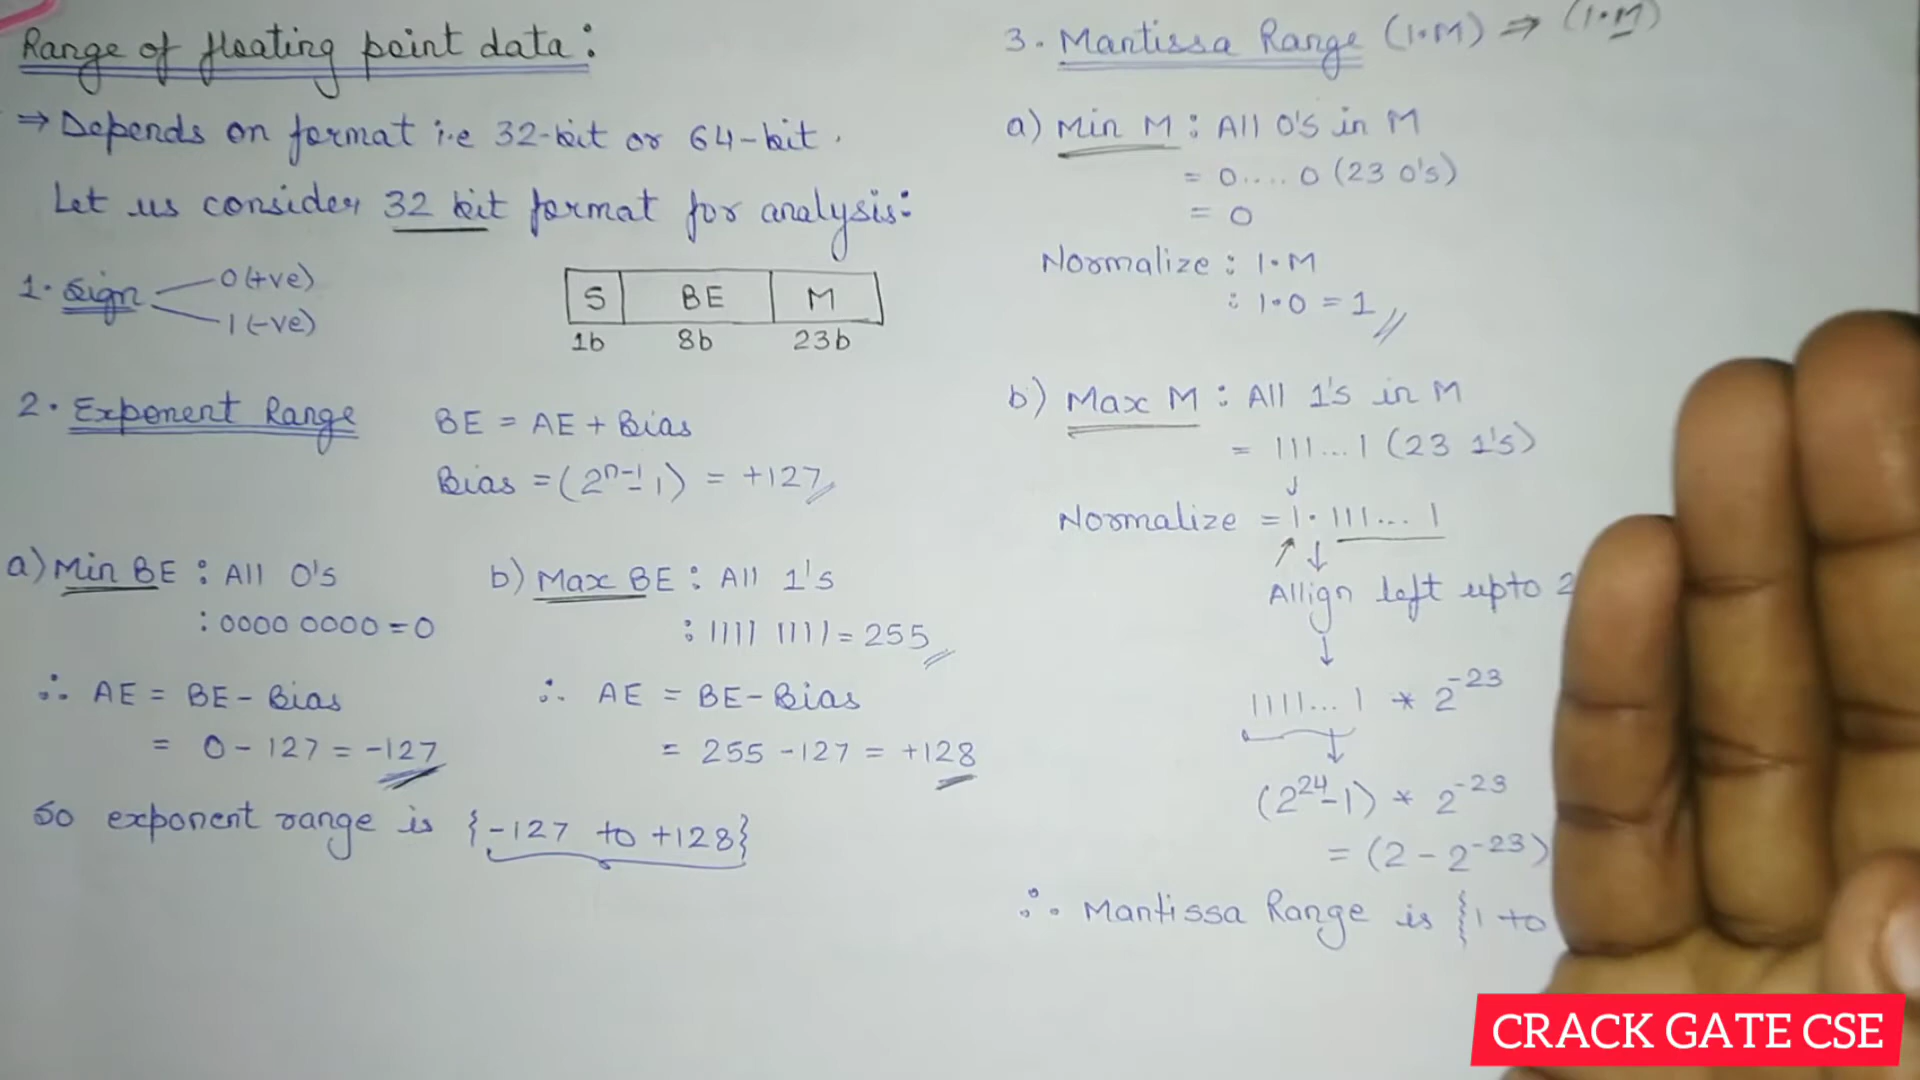 Range of floating point data:
⇒ Depends on format i.e 32-bit or 64-bit.
Let us consider 32 bit format for analysis:
1. Sign
0 (+ve)
1 (-ve)
S BE M
1b 8b 23b
2. Exponent Range
BE = AE + Bias
Bias = (2^n-1 - 1) = +127
a) Min BE : All 0's
: 0000 0000 = 0
∴ AE = BE - Bias
= 0 - 127 = -127
b) Max BE : All 1's
: 1111 1111 = 255
∴ AE = BE - Bias
= 255 - 127 = +128
So exponent range is {-127 to +128}
3. Mantissa Range (1.M) ⇒ (1.M)
a) Min M : All 0's in M
= 0....0 (23 0's)
= 0
Normalize : 1.M
: 1.0 = 1
b) Max M : All 1's in M
= 111...1 (23 1's)
Normalize = 1.111...1
Allign left upto 2
1111...1 * 2^-23
(2^24 - 1) * 2^-23
= (2 - 2^-23)
∴ Mantissa Range is {1 to
CRACK GATE CSE